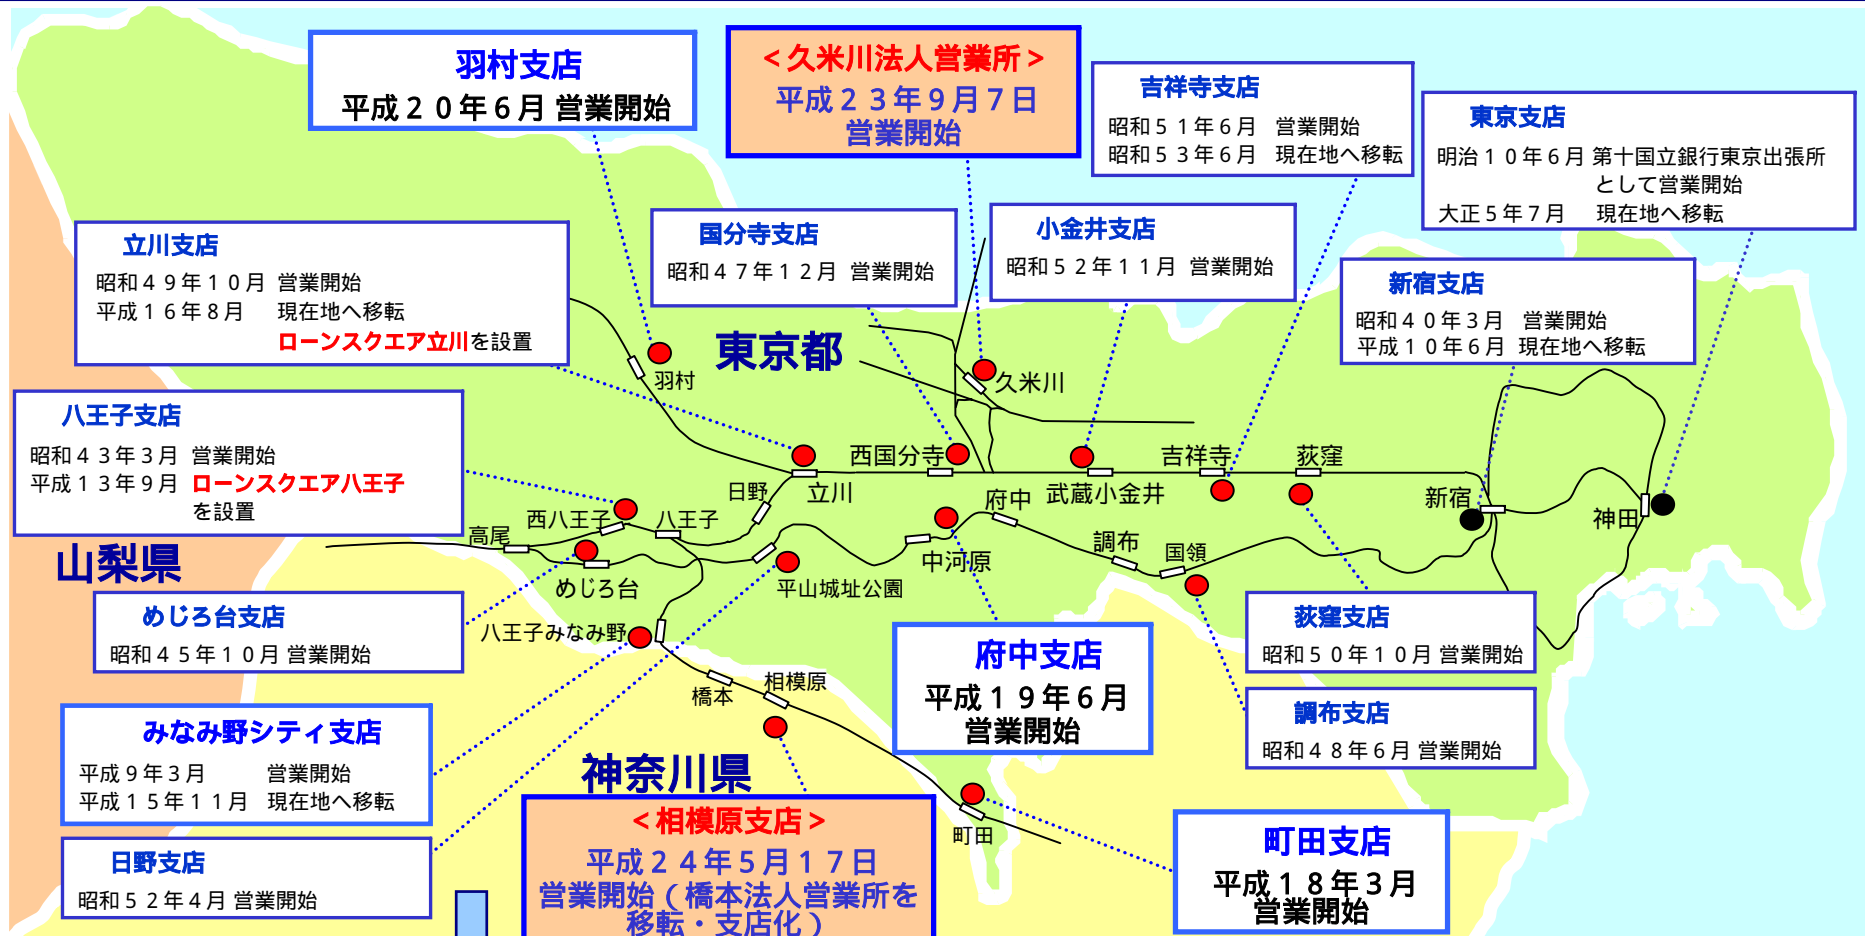 羽村支店
平成２０年６月 営業開始
＜久米川法人営業所＞
平成２３年９月７日
営業開始
吉祥寺支店
昭和５１年６月 営業開始
昭和５３年６月 現在地へ移転
東京支店
明治１０年６月 第十国立銀行東京出張所
として営業開始
大正５年７月 現在地へ移転
立川支店
昭和４９年１０月 営業開始
平成１６年８月 現在地へ移転
ローンスクエア立川を設置
国分寺支店
昭和４７年１２月 営業開始
小金井支店
昭和５２年１１月 営業開始
新宿支店
昭和４０年３月 営業開始
平成１０年６月 現在地へ移転
東京都
羽村
久米川
八王子支店
昭和４３年３月 営業開始
平成１３年９月 ローンスクエア八王子
を設置
西国分寺
吉祥寺
荻窪
日野
立川
府中
武蔵小金井
新宿
神田
高尾
西八王子
八王子
山梨県
めじろ台
平山城址公園
中河原
調布
国領
めじろ台支店
昭和４５年１０月 営業開始
八王子みなみ野
府中支店
平成１９年６月
営業開始
荻窪支店
昭和５０年１０月 営業開始
橋本
相模原
調布支店
昭和４８年６月 営業開始
みなみ野シティ支店
平成９年３月 営業開始
平成１５年１１月 現在地へ移転
神奈川県
＜相模原支店＞
平成２４年５月１７日
営業開始（橋本法人営業所を
移転・支店化）
町田
町田支店
平成１８年３月
営業開始
日野支店
昭和５２年４月 営業開始